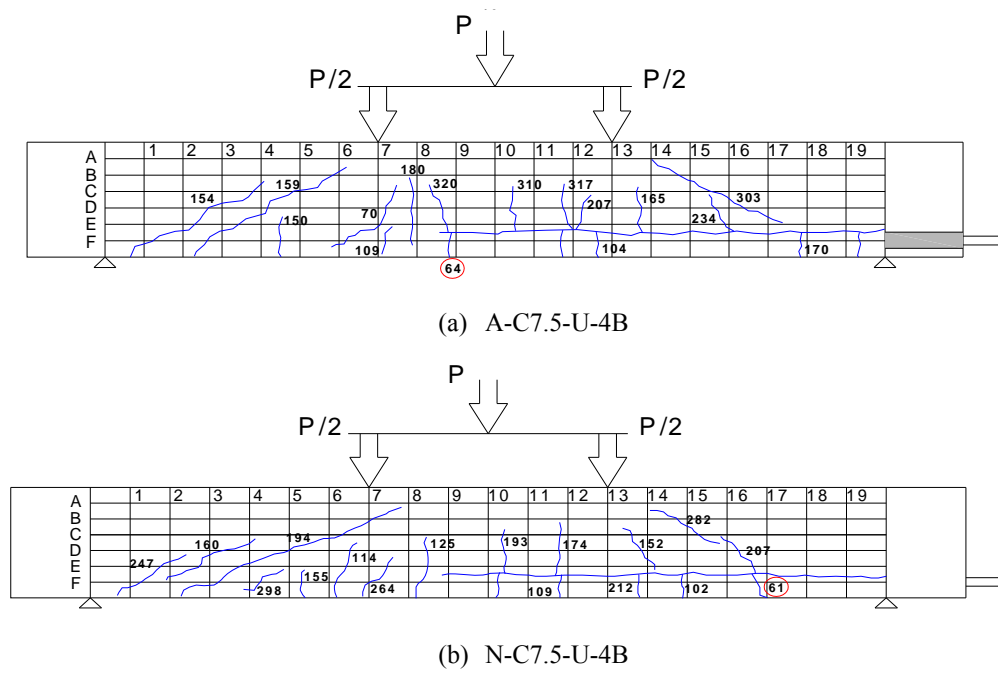 P
P/2 P/2
1 2 3 4 5 6 7 8 9 10 11 12 13 14 15 16 17 18 19
A
B
C
D
E
F
180
159 320 310 317
154 207 165 303
70
150 234
109 104 170
64
(a) A-C7.5-U-4B
P
P/2 P/2
1 2 3 4 5 6 7 8 9 10 11 12 13 14 15 16 17 18 19
A
B
C
D
E
F
282
194 193
160 125 174 152 207
247 114
155
298 264 109 212 102 61
(b) N-C7.5-U-4B